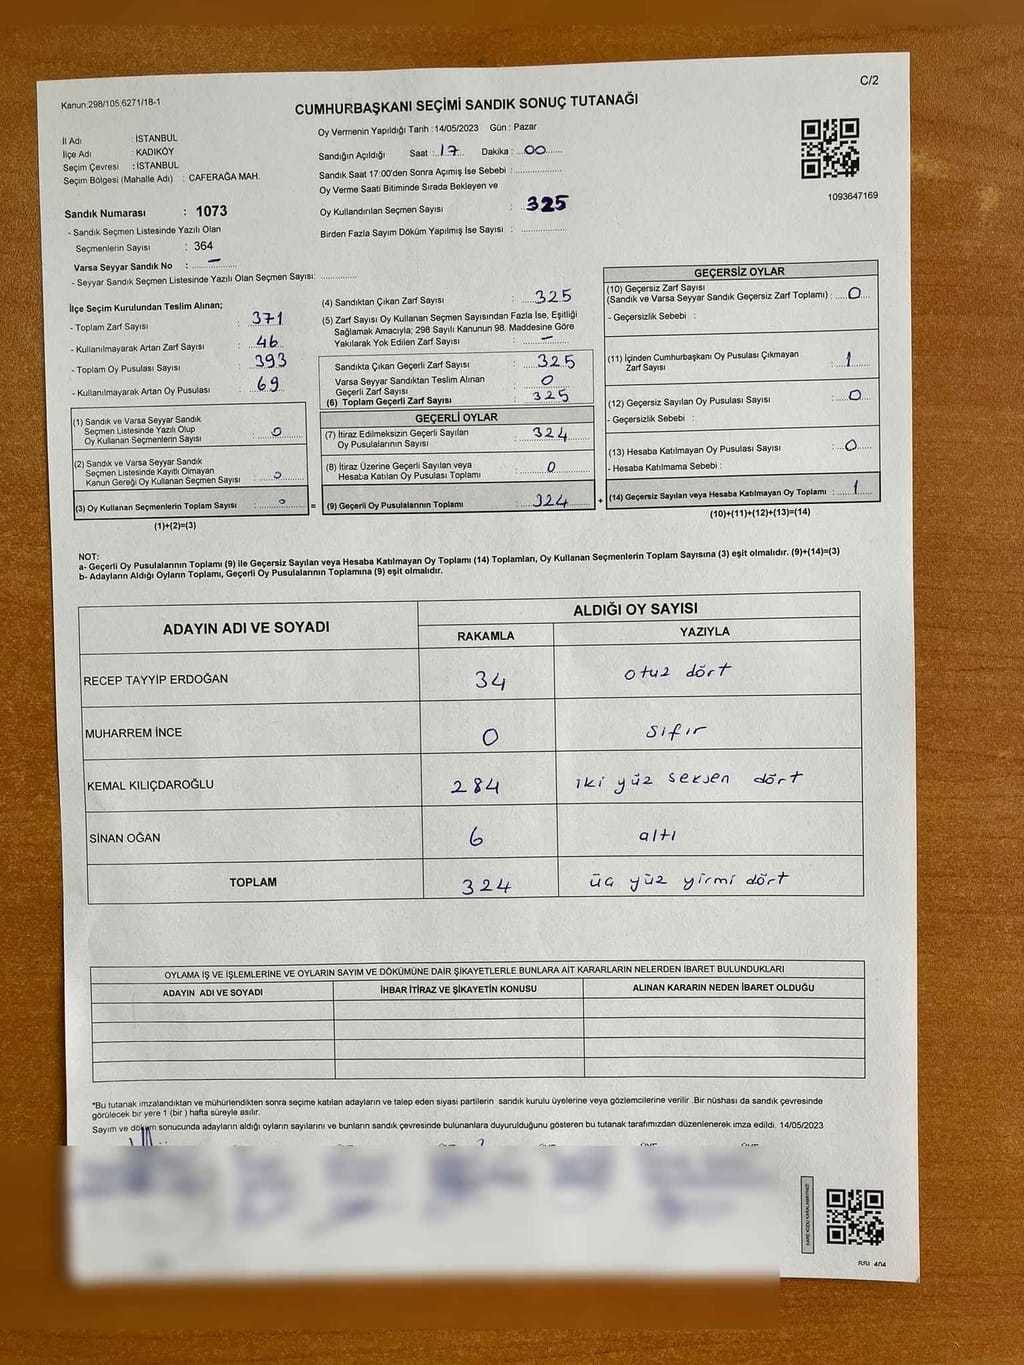 Kanun.298/105,6271/18-1
C/2
CUMHURBAŞKANI SEÇİMİ SANDIK SONUÇ TUTANAĞI
İl Adı : İSTANBUL
İlçe Adı : KADIKÖY
Seçim Çevresi : İSTANBUL
Seçim Bölgesi (Mahalle Adı) : CAFERAĞA MAH.
Sandık Numarası : 1073
- Sandık Seçmen Listesinde Yazılı Olan
Seçmenlerin Sayısı : 364
Varsa Seyyar Sandık No : –
- Seyyar Sandık Seçmen Listesinde Yazılı Olan Seçmen Sayısı:
Oy Vermenin Yapıldığı Tarih : 14/05/2023 Gün : Pazar
Sandığın Açıldığı Saat : 17 Dakika : 00
Sandık Saat 17:00'den Sonra Açımış İse Sebebi :
Oy Verme Saati Bitiminde Sırada Bekleyen ve
Oy Kullandırılan Seçmen Sayısı : 325
Birden Fazla Sayım Döküm Yapılmış İse Sayısı :
1093647169
İlçe Seçim Kurulundan Teslim Alınan;
- Toplam Zarf Sayısı : 371
- Kullanılmayarak Artan Zarf Sayısı : 46
- Toplam Oy Pusulası Sayısı : 393
- Kullanılmayarak Artan Oy Pusulası : 69
(1) Sandık ve Varsa Seyyar Sandık
Seçmen Listesinde Yazılı Olup
Oy Kullanan Seçmenlerin Sayısı : 0
(2) Sandık ve Varsa Seyyar Sandık
Seçmen Listesinde Kayıtlı Olmayan
Kanun Gereği Oy Kullanan Seçmen Sayısı : 0
(3) Oy Kullanan Seçmenlerin Toplam Sayısı : 0 =
(1)+(2)=(3)
(4) Sandıktan Çıkan Zarf Sayısı : 325
(5) Zarf Sayısı Oy Kullanan Seçmen Sayısından Fazla İse, Eşitliği
Sağlamak Amacıyla; 298 Sayılı Kanunun 98. Maddesine Göre
Yakılarak Yok Edilen Zarf Sayısı : –
Sandıkta Çıkan Geçerli Zarf Sayısı : 325
Varsa Seyyar Sandıktan Teslim Alınan
Geçerli Zarf Sayısı : 0
(6) Toplam Geçerli Zarf Sayısı : 325
GEÇERLİ OYLAR
(7) İtiraz Edilmeksizin Geçerli Sayılan
Oy Pusulalarının Sayısı : 324
(8) İtiraz Üzerine Geçerli Sayılan veya
Hesaba Katılan Oy Pusulası Toplamı : 0
(9) Geçerli Oy Pusulalarının Toplamı : 324 +
GEÇERSİZ OYLAR
(10) Geçersiz Zarf Sayısı
(Sandık ve Varsa Seyyar Sandık Geçersiz Zarf Toplamı) : 0
- Geçersizlik Sebebi :
(11) İçinden Cumhurbaşkanı Oy Pusulası Çıkmayan
Zarf Sayısı : 1
(12) Geçersiz Sayılan Oy Pusulası Sayısı : 0
- Geçersizlik Sebebi :
(13) Hesaba Katılmayan Oy Pusulası Sayısı : 0
- Hesaba Katılmama Sebebi :
(14) Geçersiz Sayılan veya Hesaba Katılmayan Oy Toplamı : 1
(10)+(11)+(12)+(13)=(14)
NOT:
a- Geçerli Oy Pusulalarının Toplamı (9) ile Geçersiz Sayılan veya Hesaba Katılmayan Oy Toplamı (14) Toplamları, Oy Kullanan Seçmenlerin Toplam Sayısına (3) eşit olmalıdır. (9)+(14)=(3)
b- Adayların Aldığı Oyların Toplamı, Geçerli Oy Pusulalarının Toplamına (9) eşit olmalıdır.
ADAYIN ADI VE SOYADI ALDIĞI OY SAYISI
RAKAMLA YAZIYLA
RECEP TAYYİP ERDOĞAN 34 otuz dört
MUHARREM İNCE 0 sıfır
KEMAL KILIÇDAROĞLU 284 iki yüz seksen dört
SİNAN OĞAN 6 altı
TOPLAM 324 üç yüz yirmi dört
OYLAMA İŞ VE İŞLEMLERİNE VE OYLARIN SAYIM VE DÖKÜMÜNE DAİR ŞİKAYETLERLE BUNLARA AİT KARARLARIN NELERDEN İBARET BULUNDUKLARI
ADAYIN ADI VE SOYADI İHBAR İTİRAZ VE ŞİKAYETİN KONUSU ALINAN KARARIN NEDEN İBARET OLDUĞU
*Bu tutanak imzalandıktan ve mühürlendikten sonra seçime katılan adayların ve talep eden siyasi partilerin sandık kurulu üyelerine veya gözlemcilerine verilir .Bir nüshası da sandık çevresinde
görülecek bir yere 1 (bir ) hafta süreyle asılır.
Sayım ve döküm sonucunda adayların aldığı oyların sayılarını ve bunların sandık çevresinde bulunanlara duyurulduğunu gösteren bu tutanak tarafımızdan düzenlenerek imza edildi. 14/05/2023